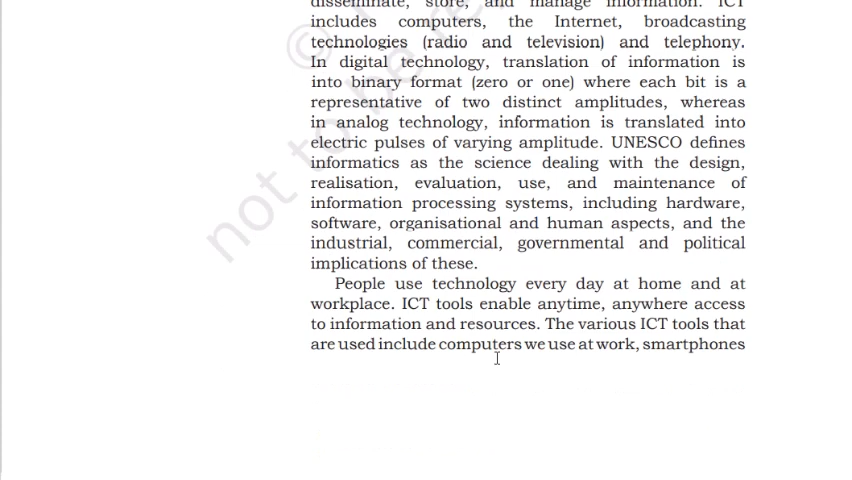 disseminate, store, and manage information. ICT
includes computers, the Internet, broadcasting
technologies (radio and television) and telephony.
In digital technology, translation of information is
into binary format (zero or one) where each bit is a
representative of two distinct amplitudes, whereas
in analog technology, information is translated into
electric pulses of varying amplitude. UNESCO defines
informatics as the science dealing with the design,
realisation, evaluation, use, and maintenance of
information processing systems, including hardware,
software, organisational and human aspects, and the
industrial, commercial, governmental and political
implications of these.
People use technology every day at home and at
workplace. ICT tools enable anytime, anywhere access
to information and resources. The various ICT tools that
are used include computers we use at work, smartphones
©
not to be re